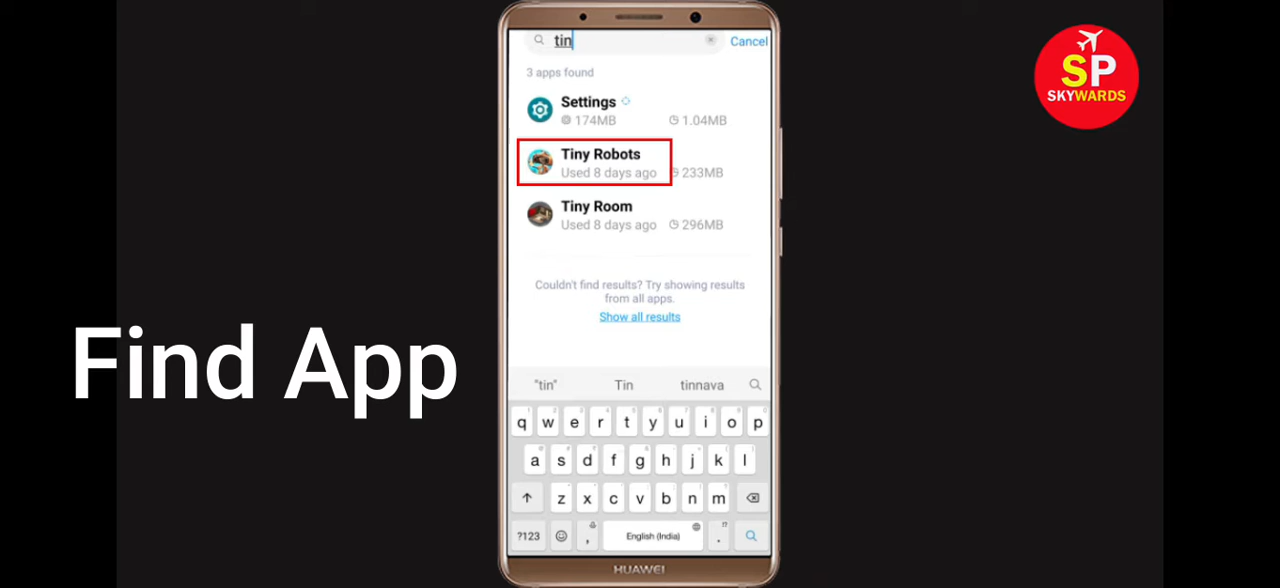 tin
Cancel
3 apps found
Settings
174MB 1.04MB
Tiny Robots
Used 8 days ago 233MB
Tiny Room
Used 8 days ago 296MB
Couldn't find results? Try showing results
from all apps.
Show all results
"tin" Tin tinnava
q w e r t y u i o p
a s d f g h j k l
z x c v b n m
?123 , English (India) .
HUAWEI
Find App
SP
SKYWARDS